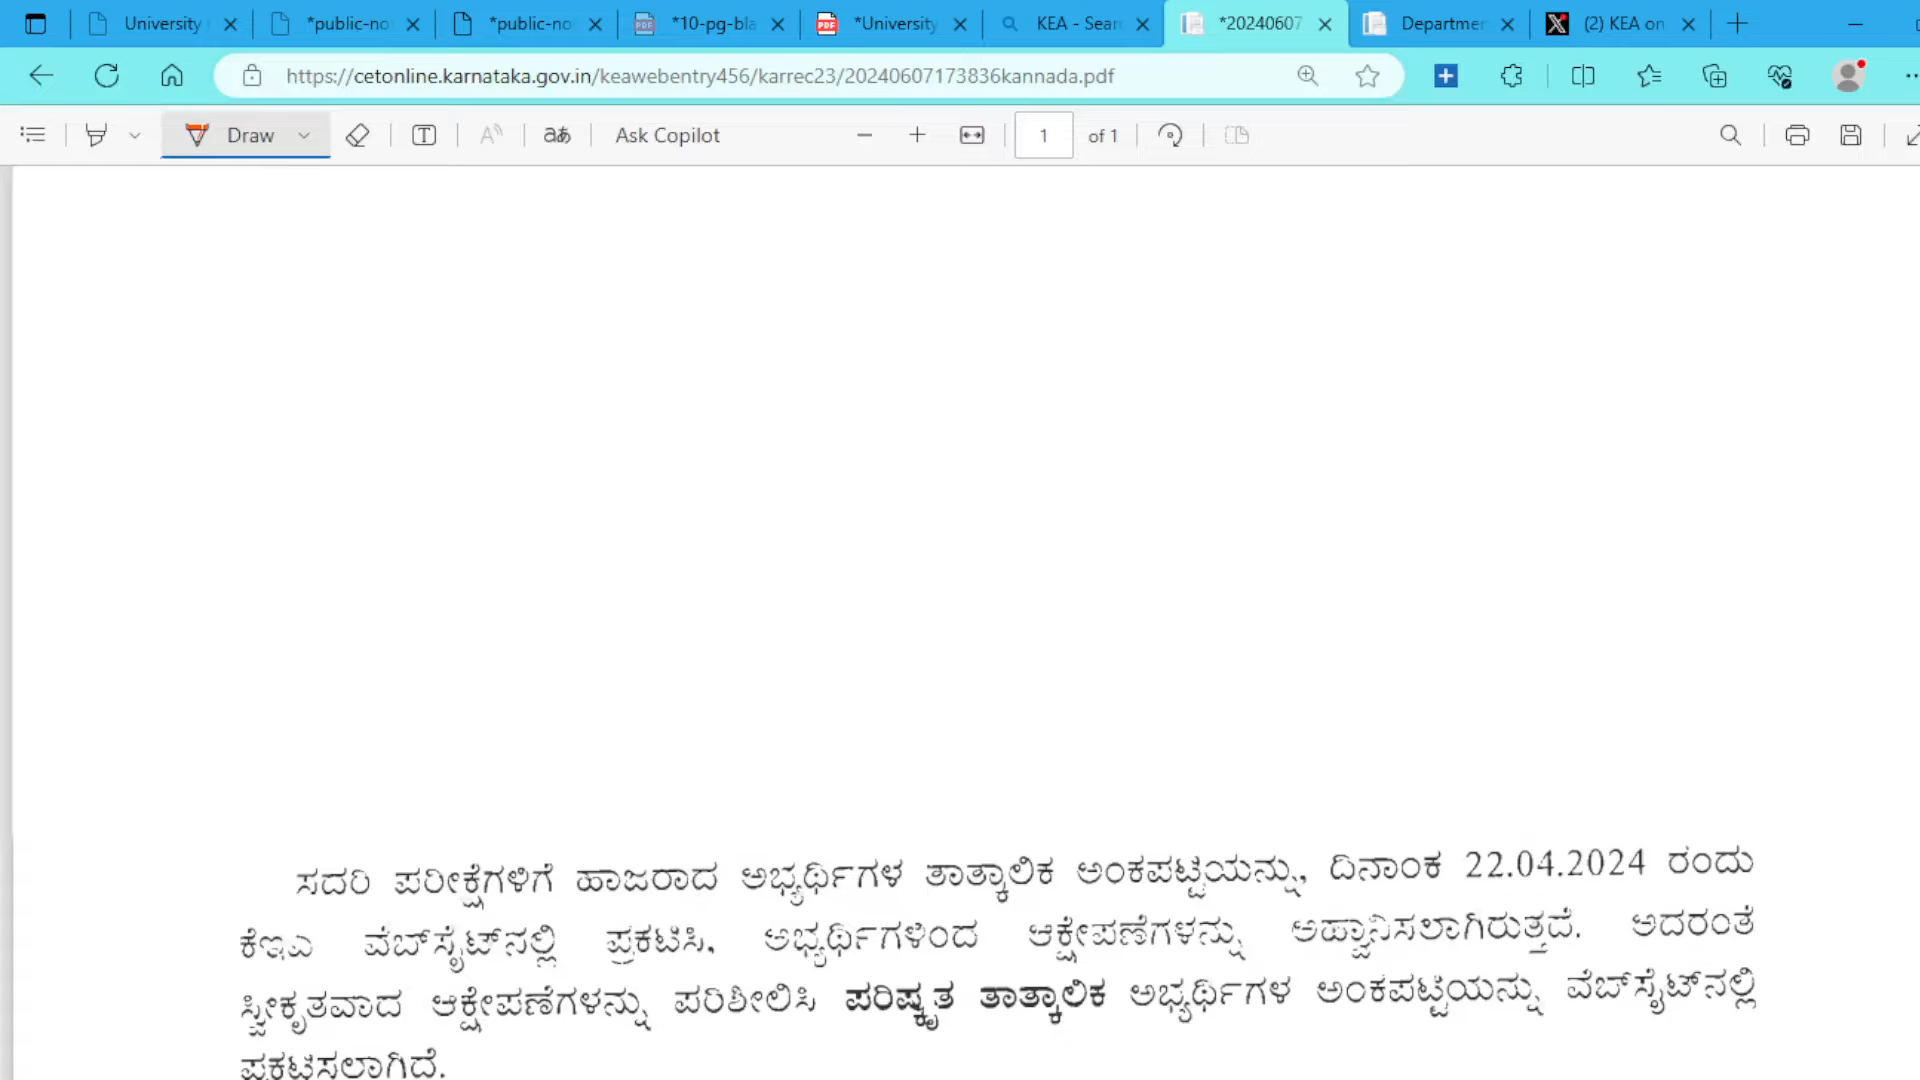 University
*public-no
*public-no
*10-pg-bla
*University
KEA - Sear
*20240607
Departmen
(2) KEA on
https://cetonline.karnataka.gov.in/keawebentry456/karrec23/20240607173836kannada.pdf
Draw
Ask Copilot
1 of 1
ಸದರಿ ಪರೀಕ್ಷೆಗಳಿಗೆ ಹಾಜರಾದ ಅಭ್ಯರ್ಥಿಗಳ ತಾತ್ಕಾಲಿಕ ಅಂಕಪಟ್ಟಿಯನ್ನು, ದಿನಾಂಕ 22.04.2024 ರಂದು
ಕೆಇಎ ವೆಬ್‌ಸೈಟ್‌ನಲ್ಲಿ ಪ್ರಕಟಿಸಿ, ಅಭ್ಯರ್ಥಿಗಳಿಂದ ಆಕ್ಷೇಪಣೆಗಳನ್ನು ಅಹ್ವಾನಿಸಲಾಗಿರುತ್ತದೆ. ಅದರಂತೆ
ಸ್ವೀಕೃತವಾದ ಆಕ್ಷೇಪಣೆಗಳನ್ನು ಪರಿಶೀಲಿಸಿ ಪರಿಷ್ಕೃತ ತಾತ್ಕಾಲಿಕ ಅಭ್ಯರ್ಥಿಗಳ ಅಂಕಪಟ್ಟಿಯನ್ನು ವೆಬ್‌ಸೈಟ್‌ನಲ್ಲಿ
ಪ್ರಕಟಿಸಲಾಗಿದೆ.